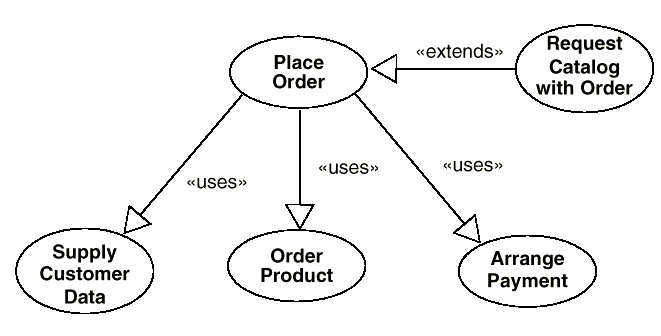 Place
Order
«extends»
Request
Catalog
with Order
«uses»
«uses»
«uses»
Supply
Customer
Data
Order
Product
Arrange
Payment